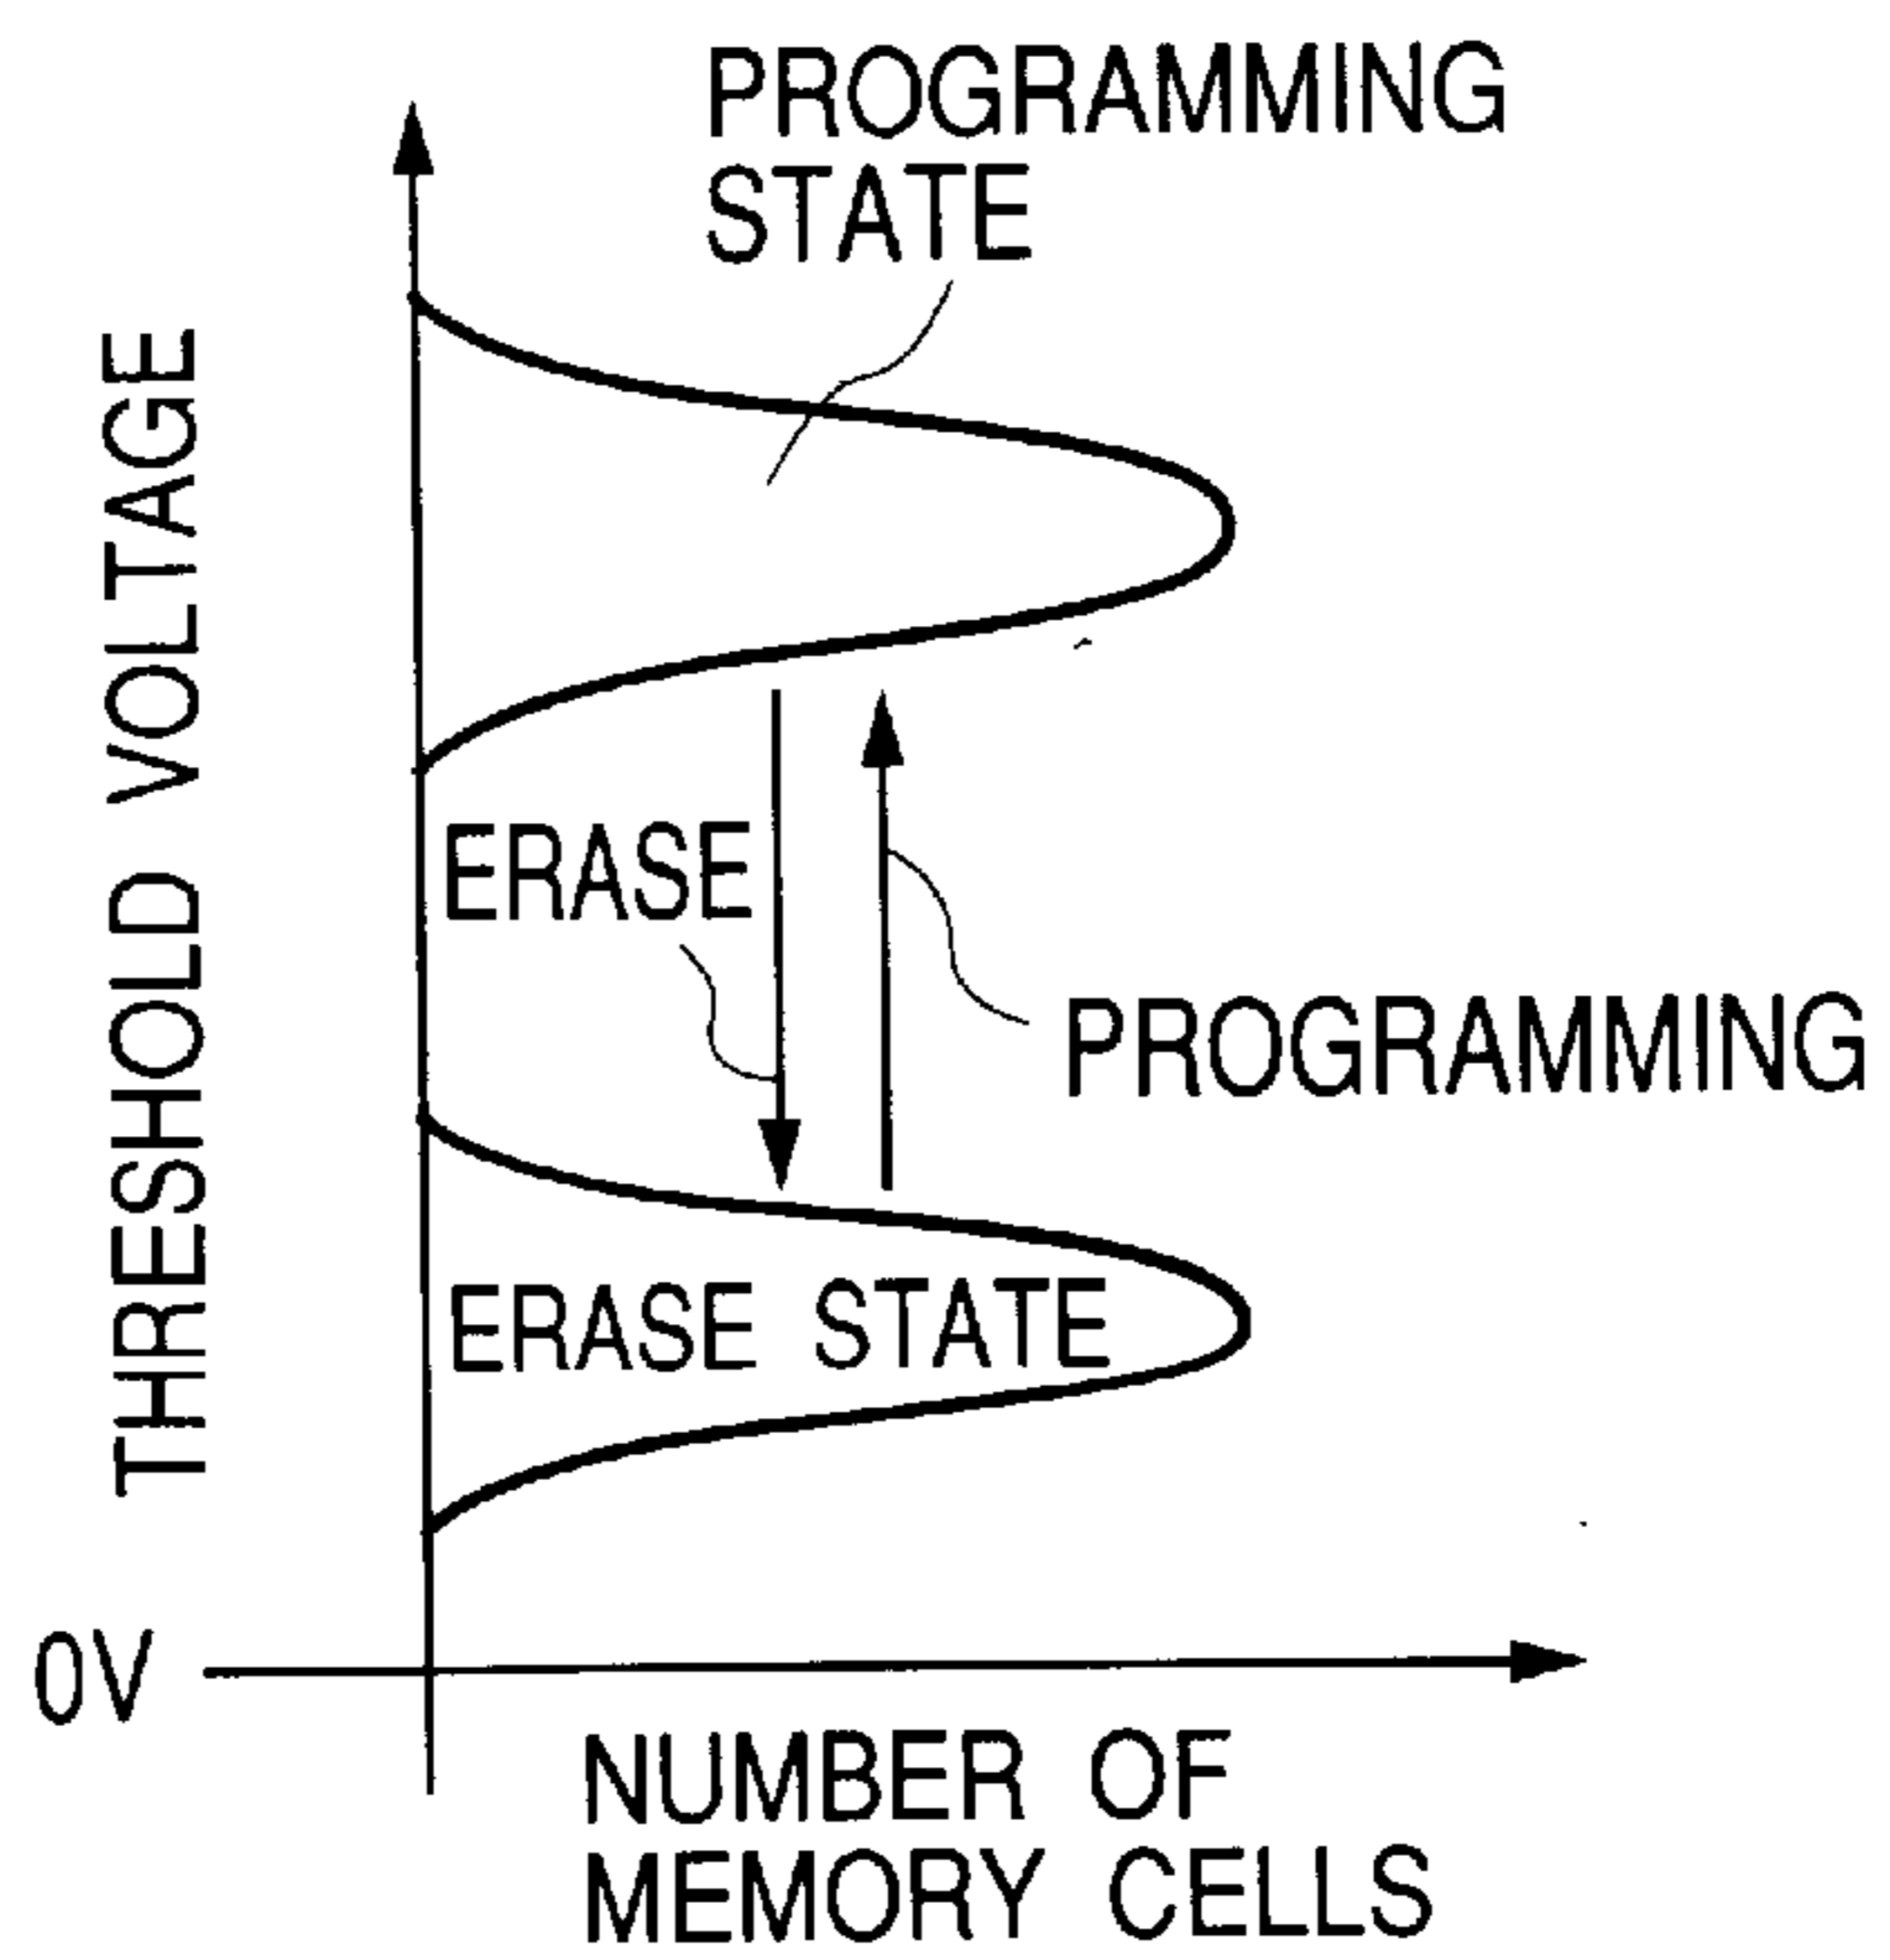 PROGRAMMING
STATE
THRESHOLD VOLTAGE
ERASE
PROGRAMMING
ERASE STATE
0V
NUMBER OF
MEMORY CELLS